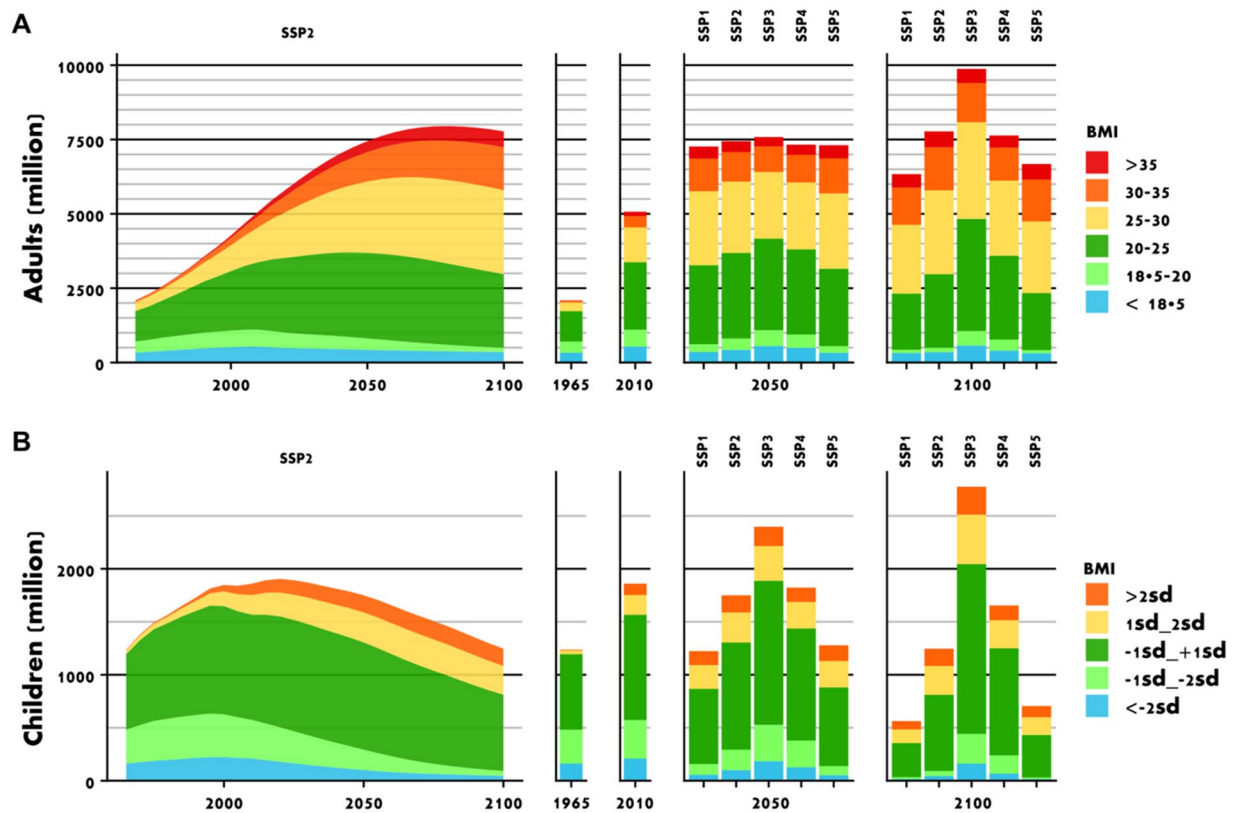 A
SSP2
SSP1
SSP2
SSP3
SSP4
SSP5
SSP1
SSP2
SSP3
SSP4
SSP5
Adults (million)
10000
7500
5000
2500
0
2000
2050
2100
1965
2010
2050
2100
BMI
>35
30-35
25-30
20-25
18•5-20
< 18•5
B
SSP2
SSP1
SSP2
SSP3
SSP4
SSP5
SSP1
SSP2
SSP3
SSP4
SSP5
Children (million)
2000
1000
0
2000
2050
2100
1965
2010
2050
2100
BMI
>2sd
1sd_2sd
-1sd_+1sd
-1sd_-2sd
<-2sd